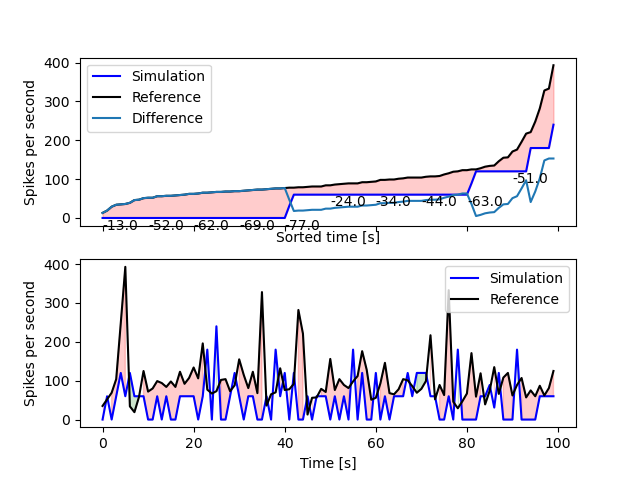 400
300
200
100
0
Spikes per second
Simulation
Reference
Difference
-13.0 -52.0 -62.0 -69.0 -77.0 -24.0 -34.0 -44.0 -63.0 -51.0
Sorted time [s]
400
300
200
100
0
Spikes per second
Simulation
Reference
0 20 40 60 80 100
Time [s]